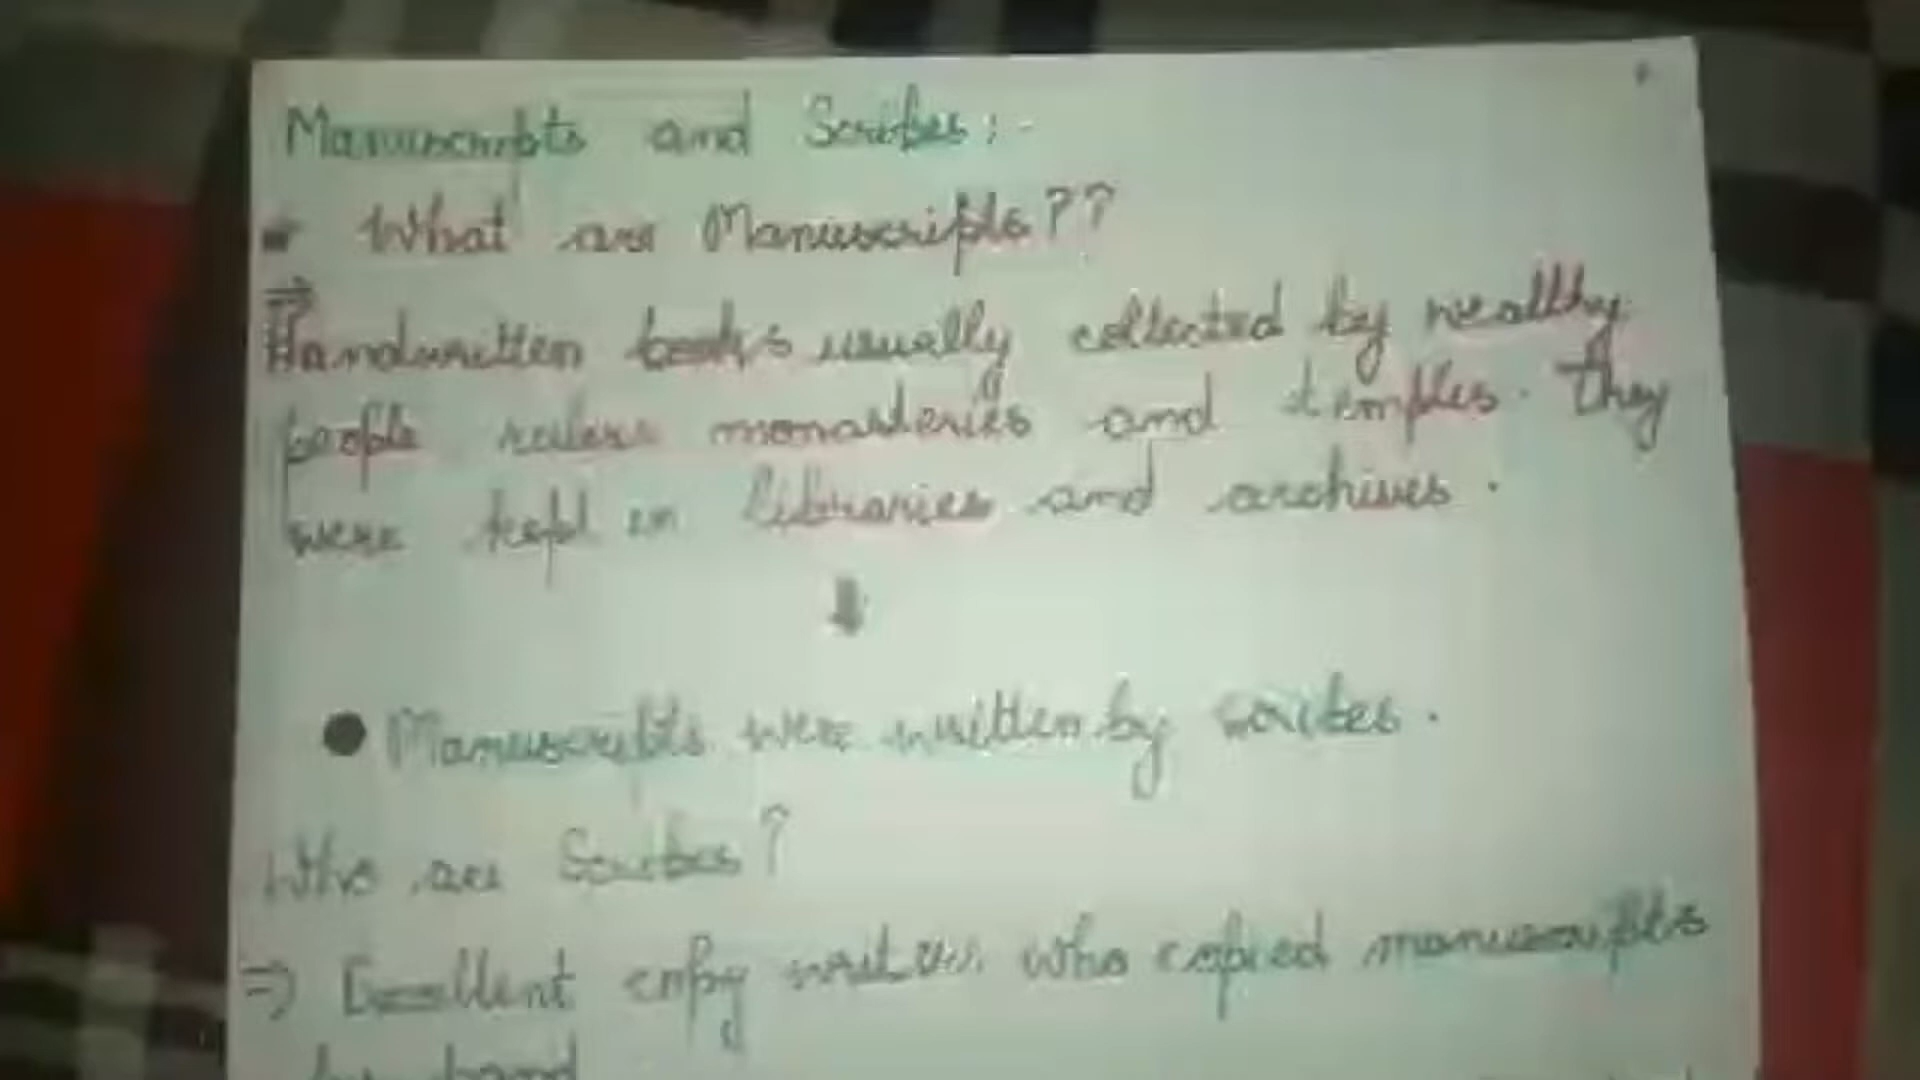 Manuscripts and Scribes :-
What are Manuscripts??
⇒
Handwritten books usually collected by wealthy
people rulers monasteries and temples. They
were kept in libraries and archives.
↓
● Manuscripts were written by scribes.
Who are Scribes?
⇒ Excellent copy writers who copied manuscripts
by hand